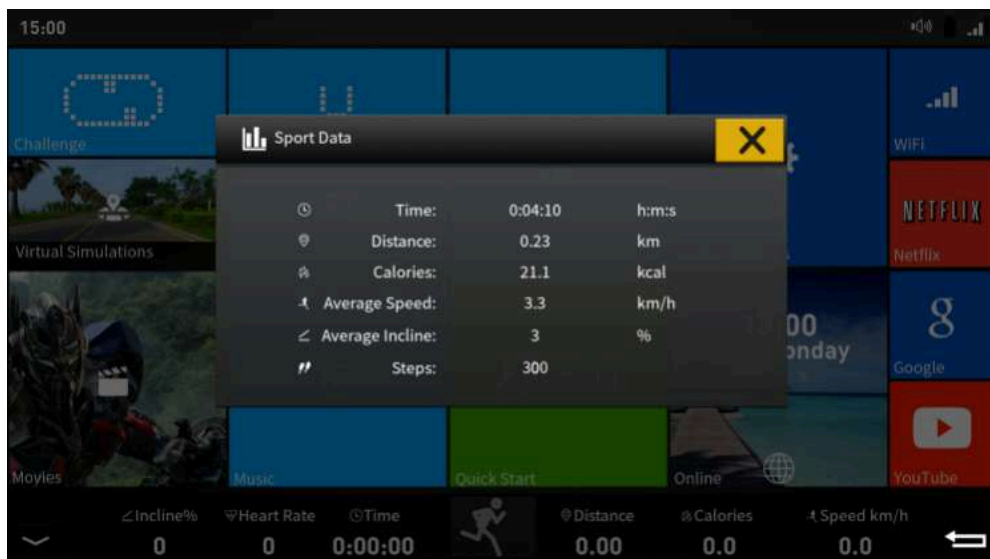 15:00
Challenge
Sport Data
WiFi
Time: 0:04:10 h:m:s
NETFLIX
Distance: 0.23 km
Virtual Simulations
Netflix
Calories: 21.1 kcal
Average Speed: 3.3 km/h
Average Incline: 3 %
Steps: 300
Google
Movies
Music
Quick Start
Online
YouTube
Incline% Heart Rate Time Distance Calories Speed km/h
0 0 0:00:00 0.00 0.0 0.0